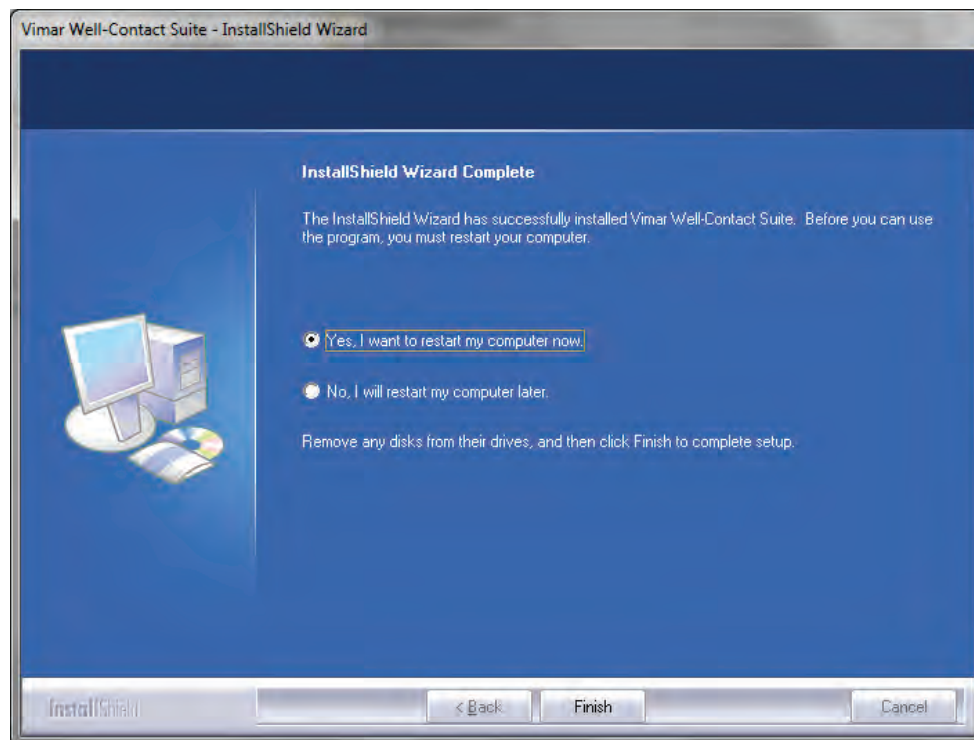 Vimar Well-Contact Suite - InstallShield Wizard
InstallShield Wizard Complete
The InstallShield Wizard has successfully installed Vimar Well-Contact Suite.  Before you can use
the program, you must restart your computer.
Yes, I want to restart my computer now.
No, I will restart my computer later.
Remove any disks from their drives, and then click Finish to complete setup.
InstallShield
< Back
Finish
Cancel